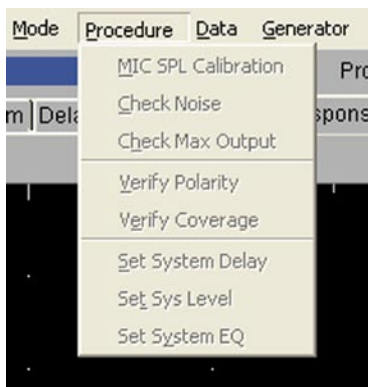 Mode Procedure Data Generator
MIC SPL Calibration
Check Noise
Check Max Output
Verify Polarity
Verify Coverage
Set System Delay
Set Sys Level
Set System EQ